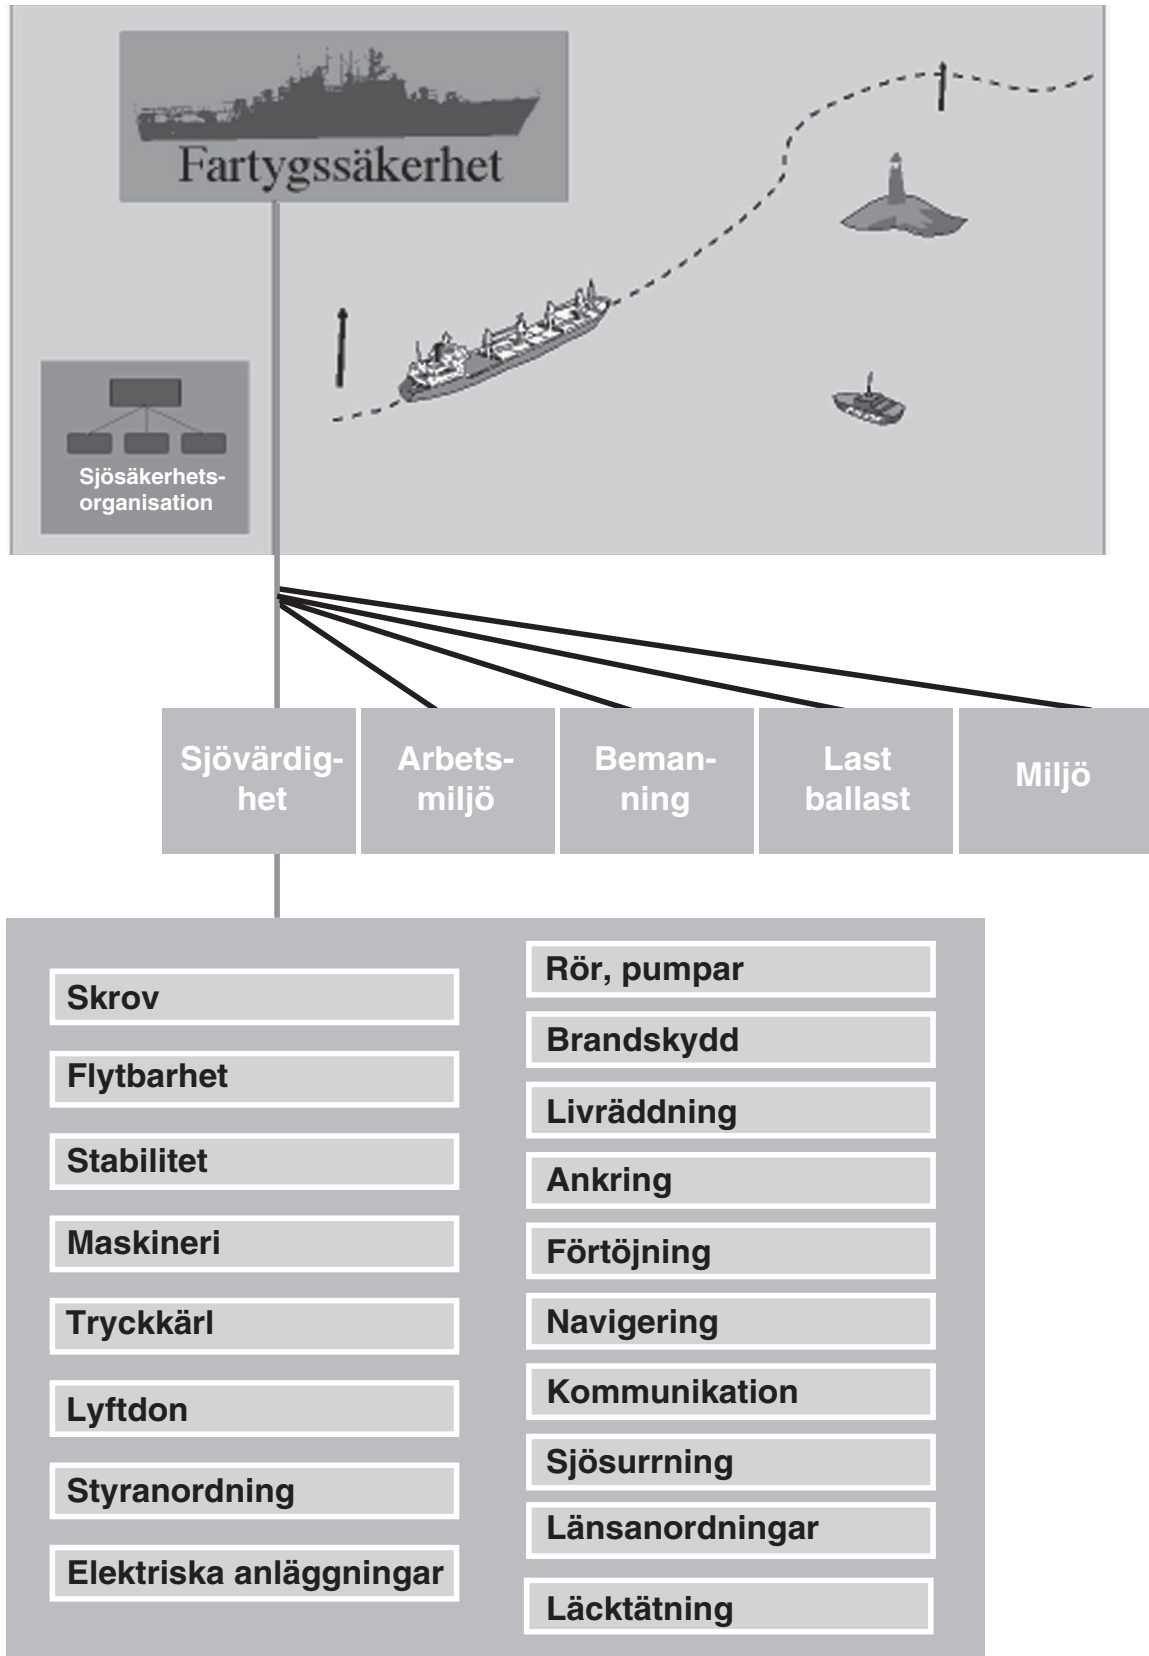 Fartygssäkerhet
Sjösäkerhets-
organisation
Sjövärdig-
het
Arbets-
miljö
Beman-
ning
Last
ballast
Miljö
Skrov
Flytbarhet
Stabilitet
Maskineri
Tryckkärl
Lyftdon
Styranordning
Elektriska anläggningar
Rör, pumpar
Brandskydd
Livräddning
Ankring
Förtöjning
Navigering
Kommunikation
Sjösurrning
Länsanordningar
Läcktätning